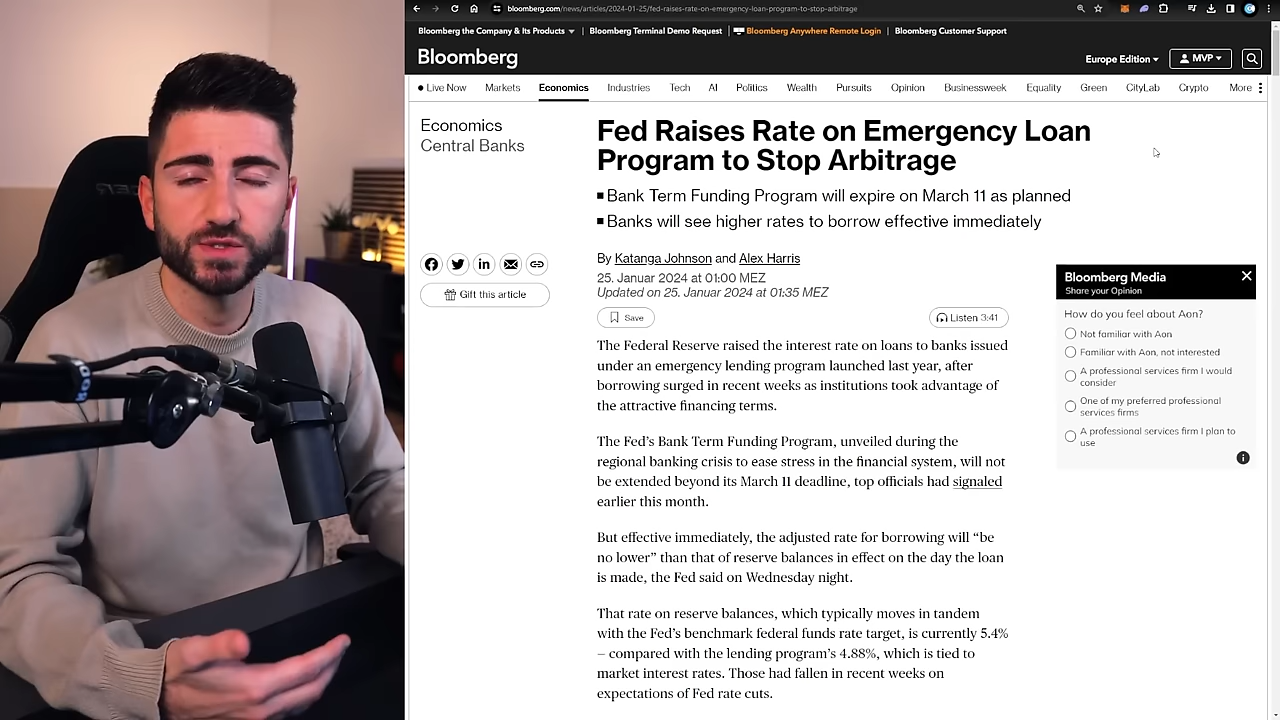 bloomberg.com/news/articles/2024-01-25/fed-raises-rate-on-emergency-loan-program-to-stop-arbitrage
Bloomberg the Company & Its Products
Bloomberg Terminal Demo Request
Bloomberg Anywhere Remote Login
Bloomberg Customer Support
Bloomberg
Europe Edition
MVP
Live Now
Markets
Economics
Industries
Tech
AI
Politics
Wealth
Pursuits
Opinion
Businessweek
Equality
Green
CityLab
Crypto
More
Economics
Central Banks
Gift this article
Fed Raises Rate on Emergency Loan
Program to Stop Arbitrage
Bank Term Funding Program will expire on March 11 as planned
Banks will see higher rates to borrow effective immediately
By Katanga Johnson and Alex Harris
25. Januar 2024 at 01:00 MEZ
Updated on 25. Januar 2024 at 01:35 MEZ
Save
Listen 3:41
The Federal Reserve raised the interest rate on loans to banks issued
under an emergency lending program launched last year, after
borrowing surged in recent weeks as institutions took advantage of
the attractive financing terms.
The Fed's Bank Term Funding Program, unveiled during the
regional banking crisis to ease stress in the financial system, will not
be extended beyond its March 11 deadline, top officials had signaled
earlier this month.
But effective immediately, the adjusted rate for borrowing will “be
no lower” than that of reserve balances in effect on the day the loan
is made, the Fed said on Wednesday night.
That rate on reserve balances, which typically moves in tandem
with the Fed's benchmark federal funds rate target, is currently 5.4%
– compared with the lending program's 4.88%, which is tied to
market interest rates. Those had fallen in recent weeks on
expectations of Fed rate cuts.
Bloomberg Media
Share your Opinion
How do you feel about Aon?
Not familiar with Aon
Familiar with Aon, not interested
A professional services firm I would
consider
One of my preferred professional
services firms
A professional services firm I plan to
use